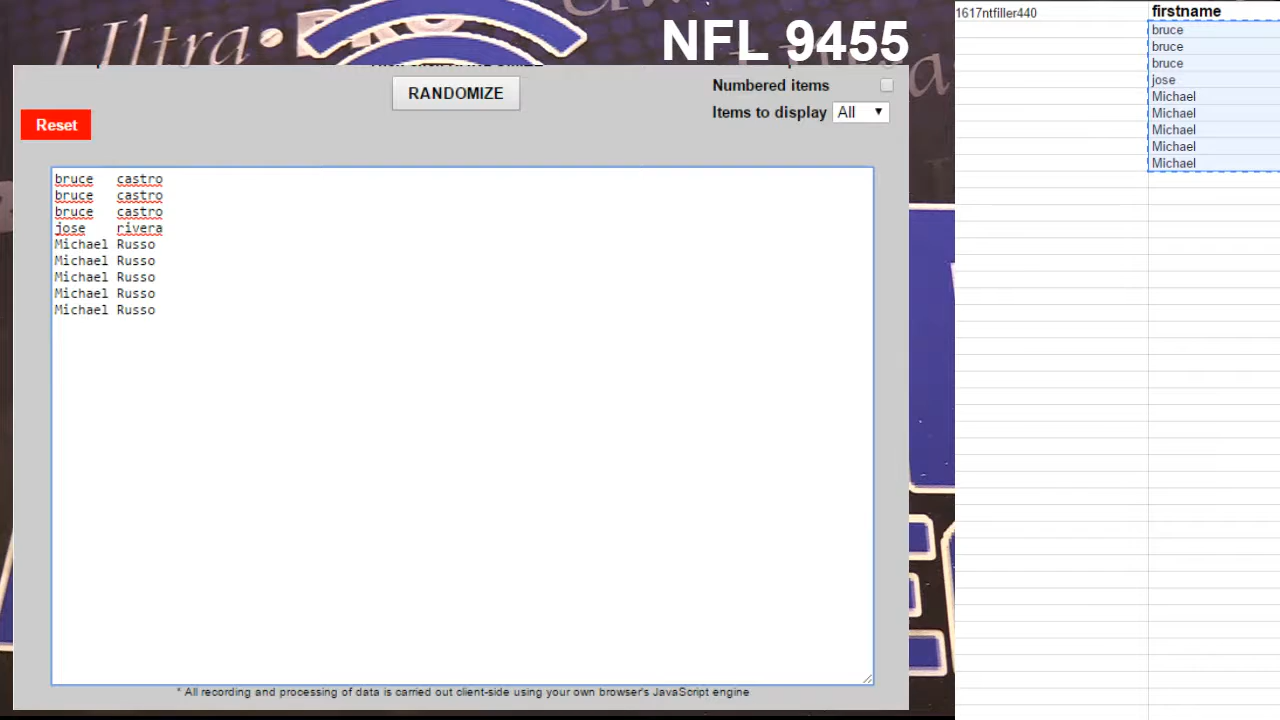 Ultra PRO
NFL 9455
RANDOMIZE
Numbered items
Items to display All
Reset
bruce castro
bruce castro
bruce castro
jose rivera
Michael Russo
Michael Russo
Michael Russo
Michael Russo
Michael Russo
* All recording and processing of data is carried out client-side using your own browser's JavaScript engine
1617ntfiller440 firstname
bruce
bruce
bruce
jose
Michael
Michael
Michael
Michael
Michael